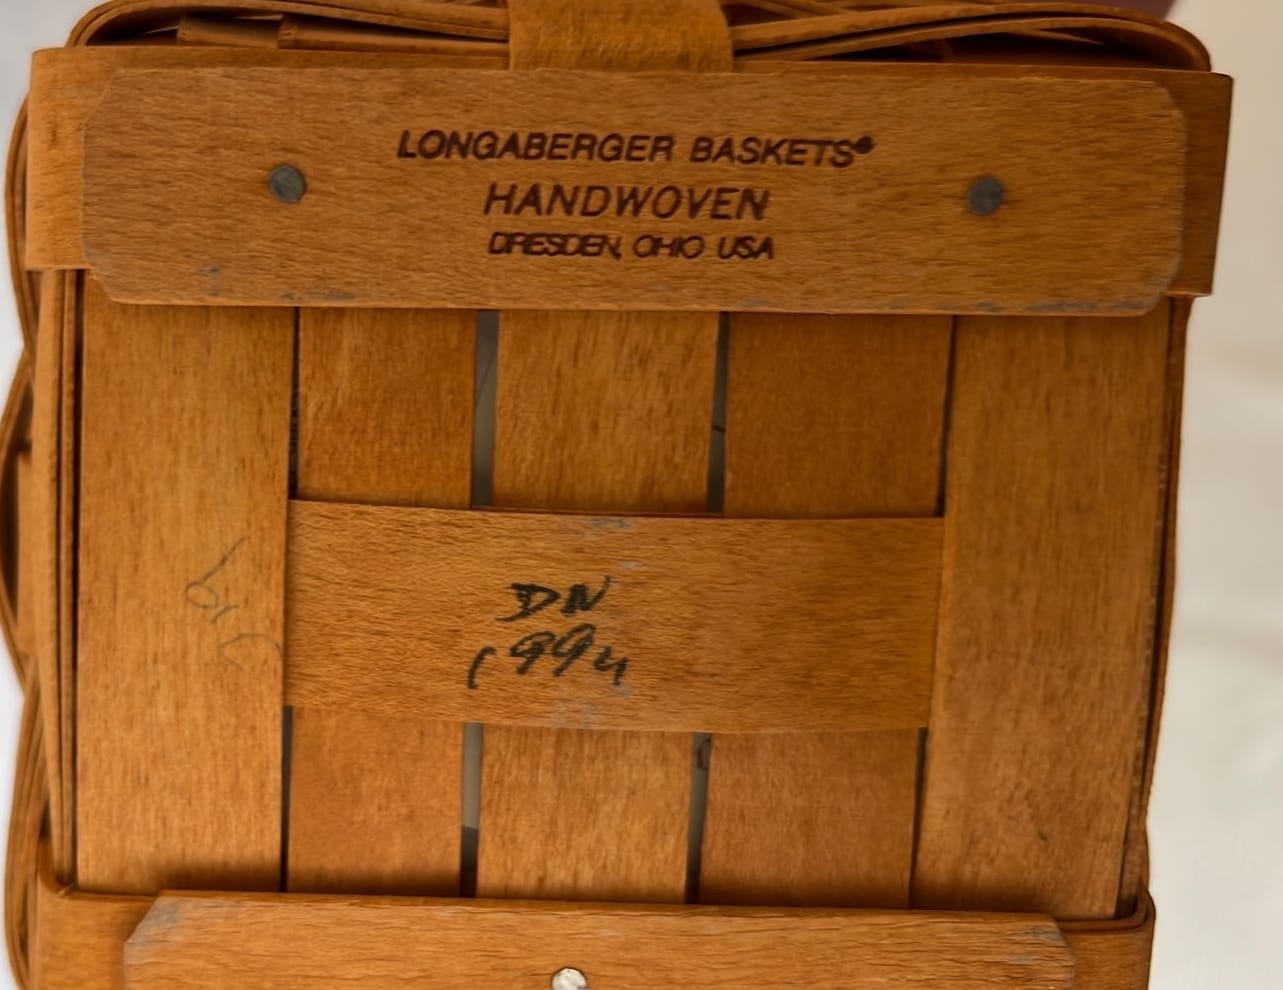 LONGABERGER BASKETS®
HANDWOVEN
DRESDEN, OHIO USA
DN
1994